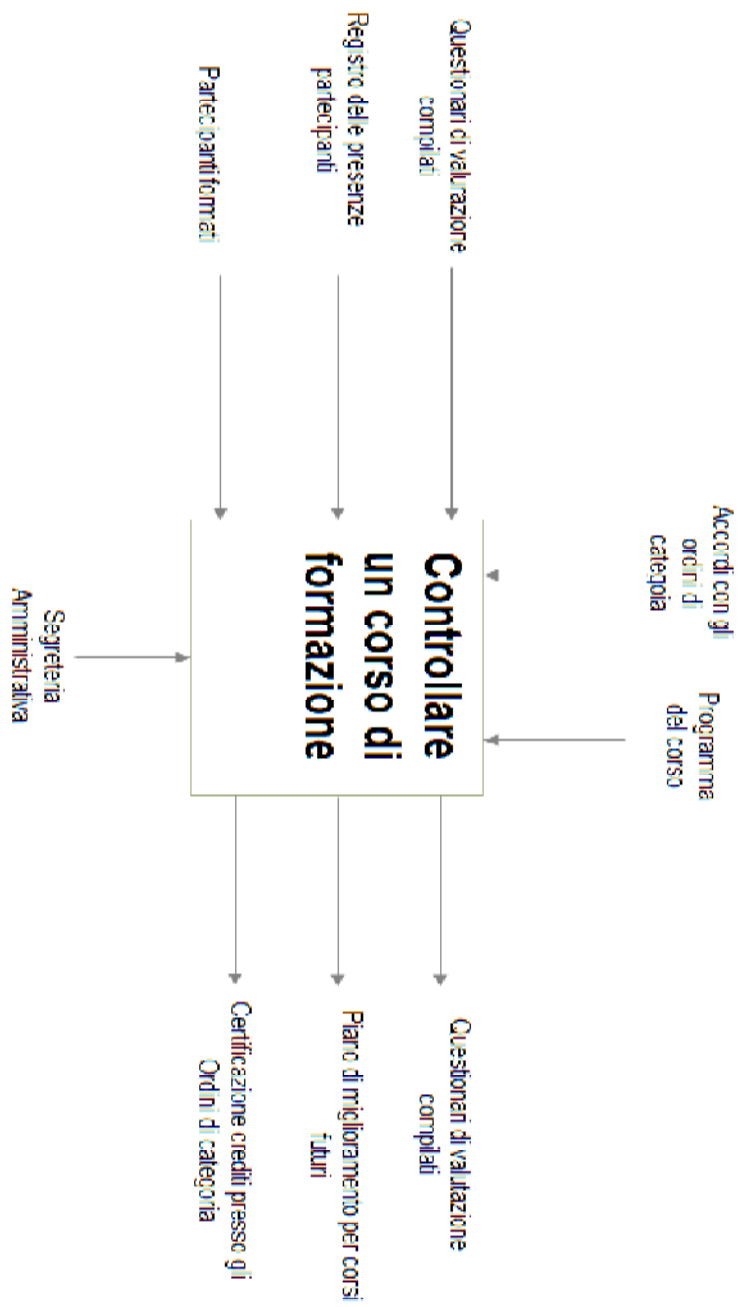 Accordi con gli
ordini di
categoia
Programma
del corso
Questionari di valurazione
compilati
Registro delle presenze
partecipanti
Partecipanti formati
Controllare
un corso di
formazione
Questionari di valutazione
compilati
Piano di miglioramento per corsi
futuri
Certificazione crediti presso gli
Ordini di categoria
Segreteria
Amministrativa